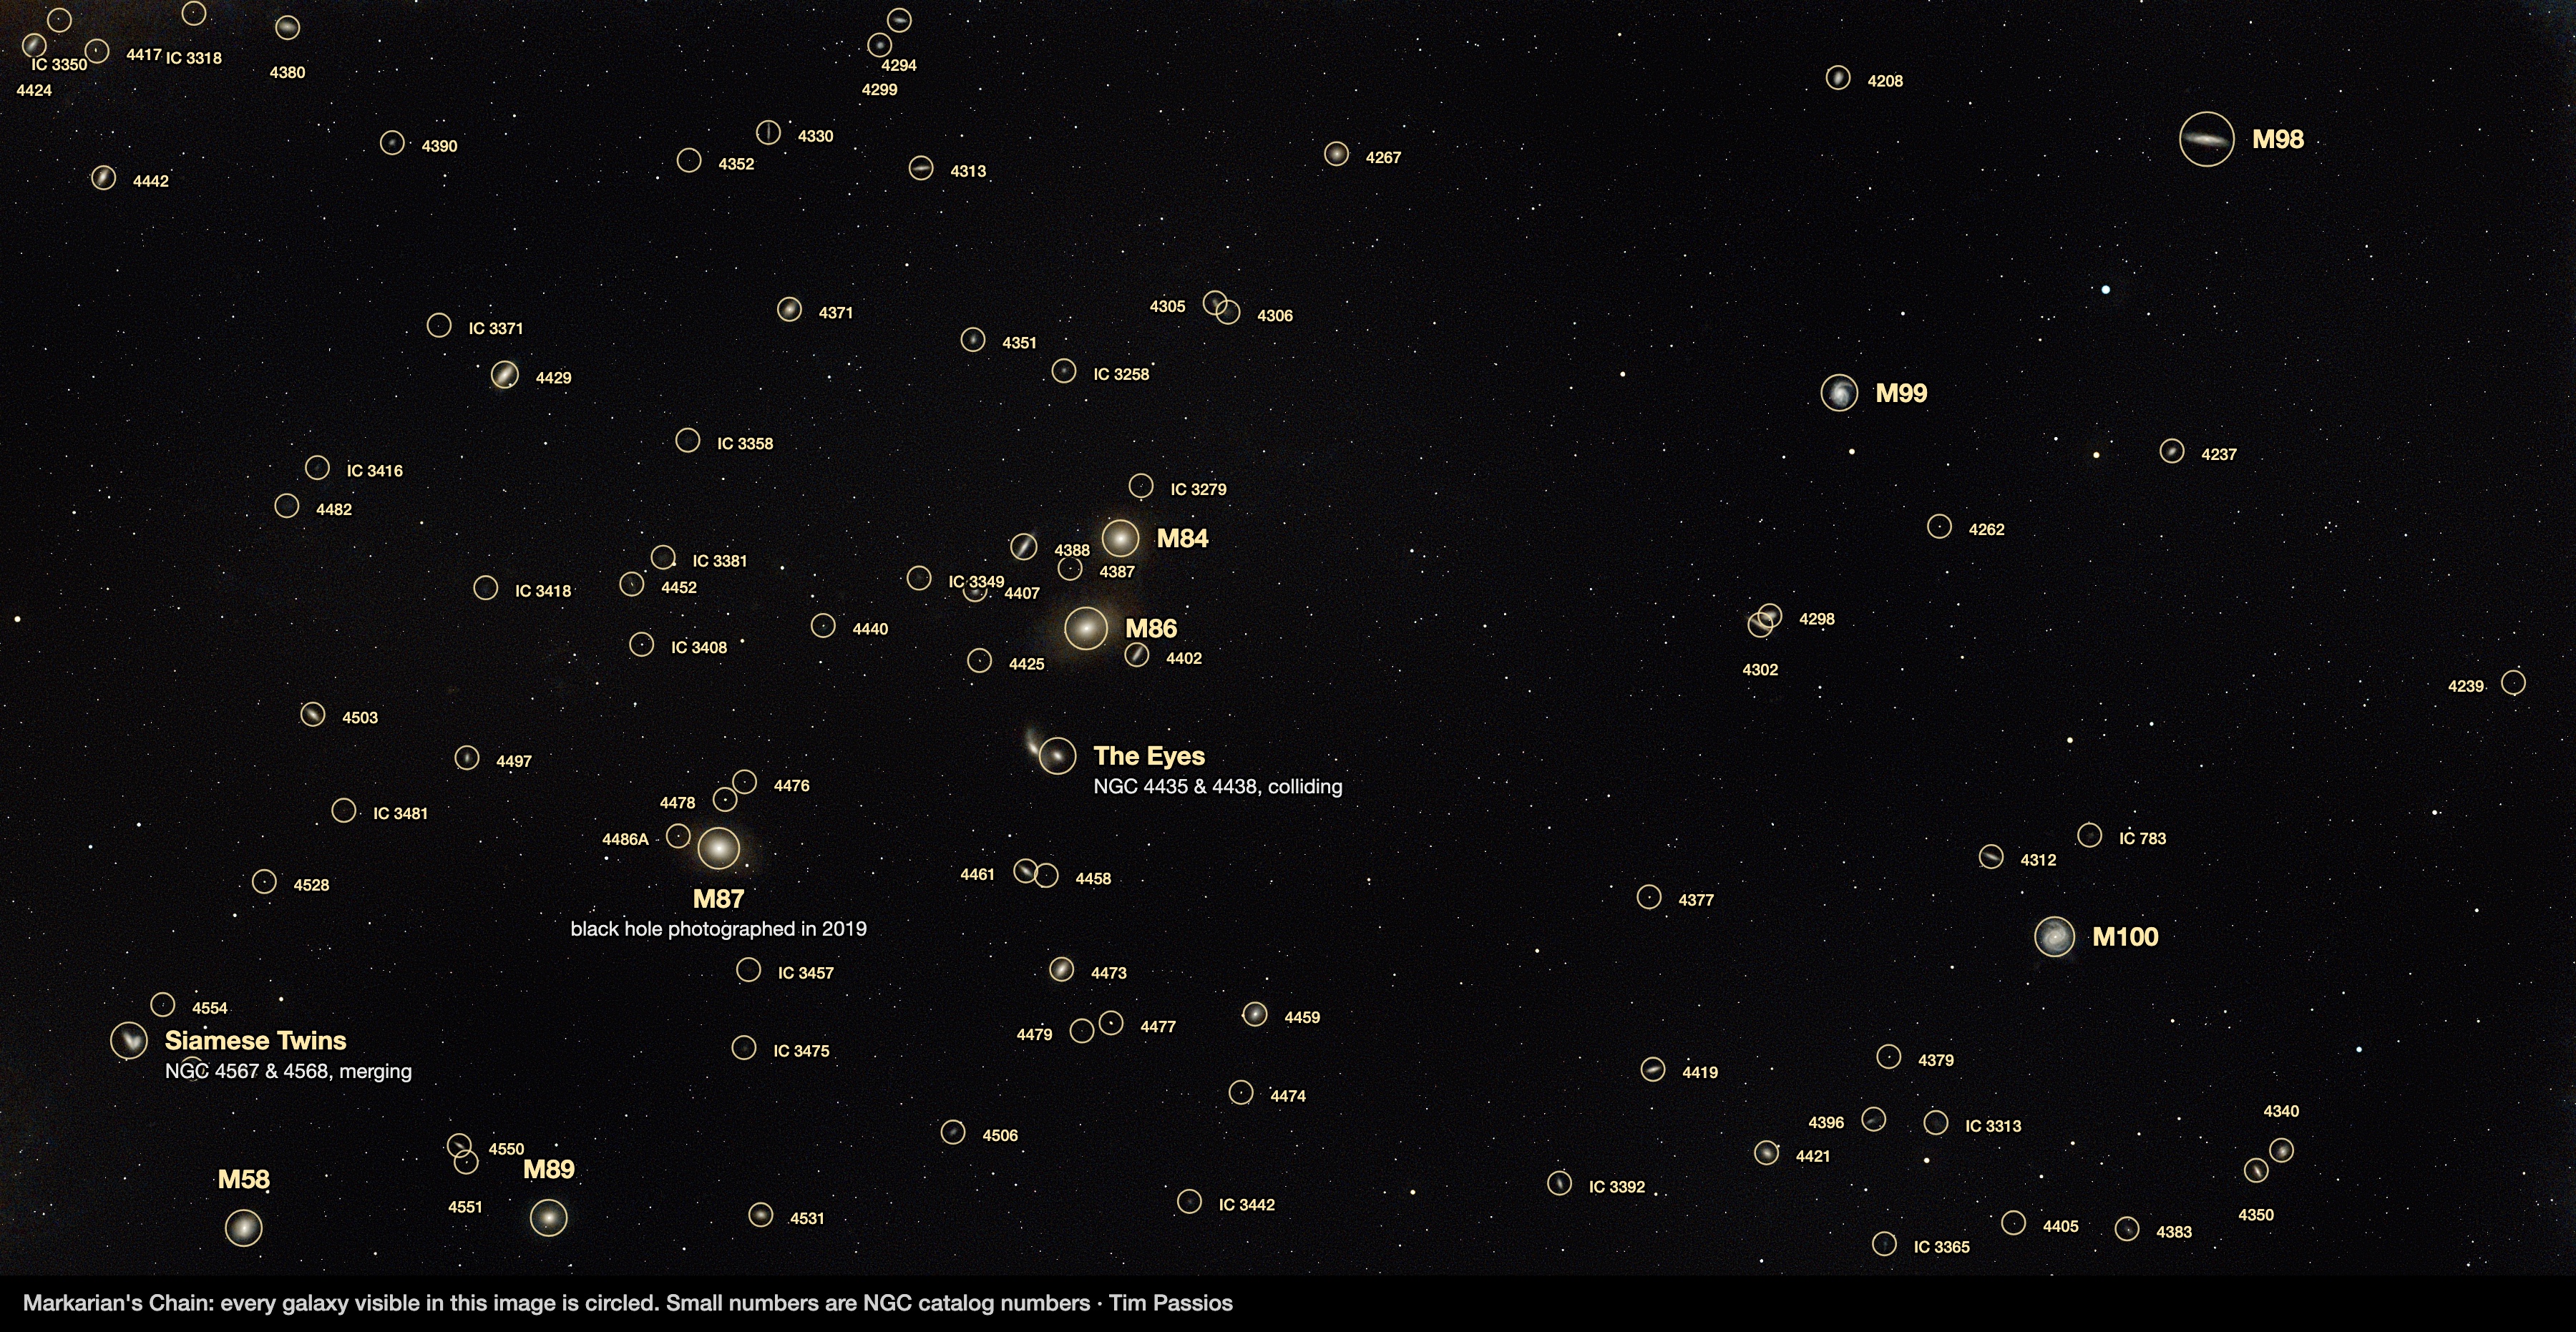 4417
IC 3318
IC 3350
4380
4424
4294
4299
4208
M98
4330
4390
4352
4267
4313
4442
4305
4306
4371
IC 3371
4351
IC 3258
4429
M99
IC 3358
4237
IC 3416
IC 3279
4482
4262
M84
4388
IC 3381
4387
IC 3349
4452
IC 3418
4407
4298
4440
M86
IC 3408
4402
4425
4302
4239
4503
The Eyes
NGC 4435 & 4438, colliding
4497
4476
4478
IC 3481
4486A
IC 783
4312
4461
4458
4528
M87
black hole photographed in 2019
4377
M100
IC 3457
4473
4554
4459
4477
4479
Siamese Twins
NGC 4567 & 4568, merging
IC 3475
4379
4419
4474
4340
4396
IC 3313
4506
4550
4421
M89
M58
IC 3392
IC 3442
4551
4350
4531
4405
4383
IC 3365
Markarian's Chain: every galaxy visible in this image is circled. Small numbers are NGC catalog numbers · Tim Passios